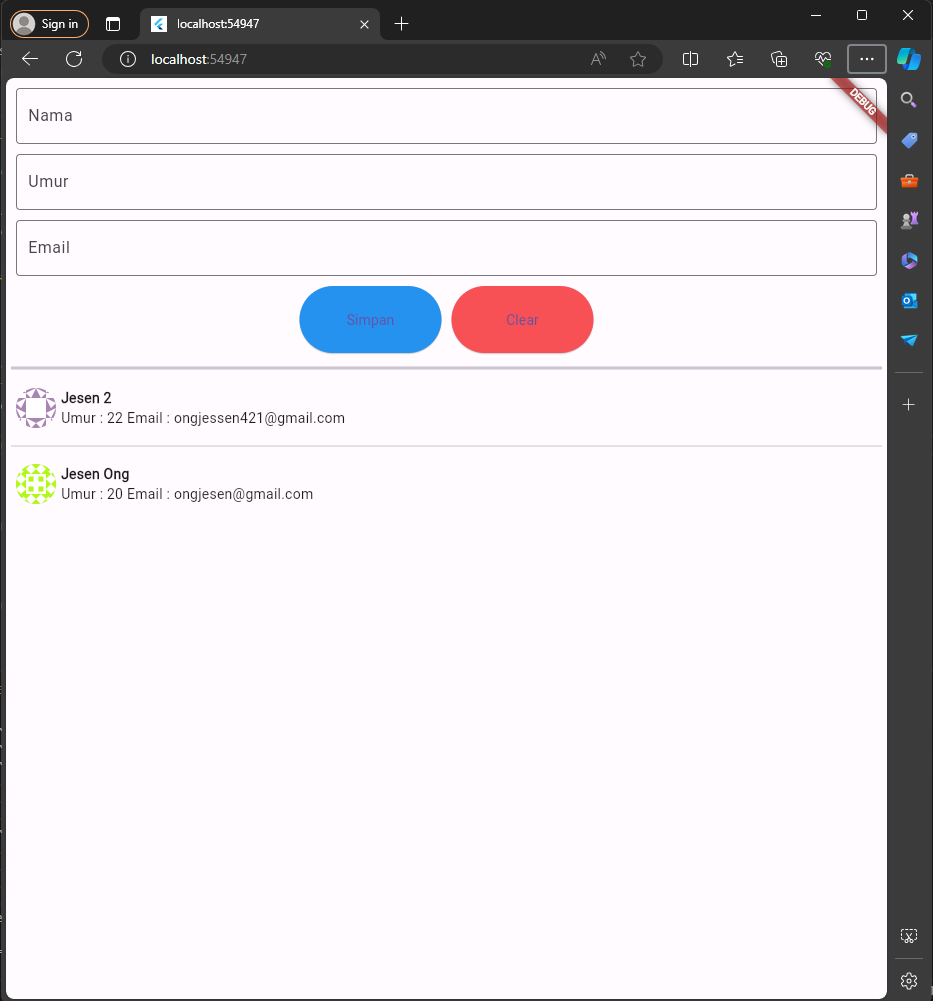 Sign in
localhost:54947
localhost:54947
DEBUG
Nama
Umur
Email
Simpan Clear
Jesen 2
Umur : 22 Email : ongjessen421@gmail.com
Jesen Ong
Umur : 20 Email : ongjesen@gmail.com